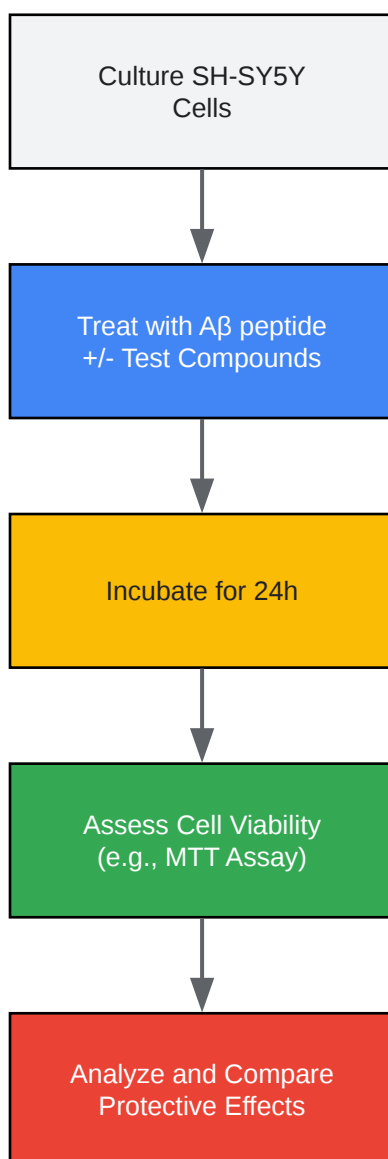 Culture SH-SY5Y
Cells
Treat with Aβ peptide
+/- Test Compounds
Incubate for 24h
Assess Cell Viability
(e.g., MTT Assay)
Analyze and Compare
Protective Effects